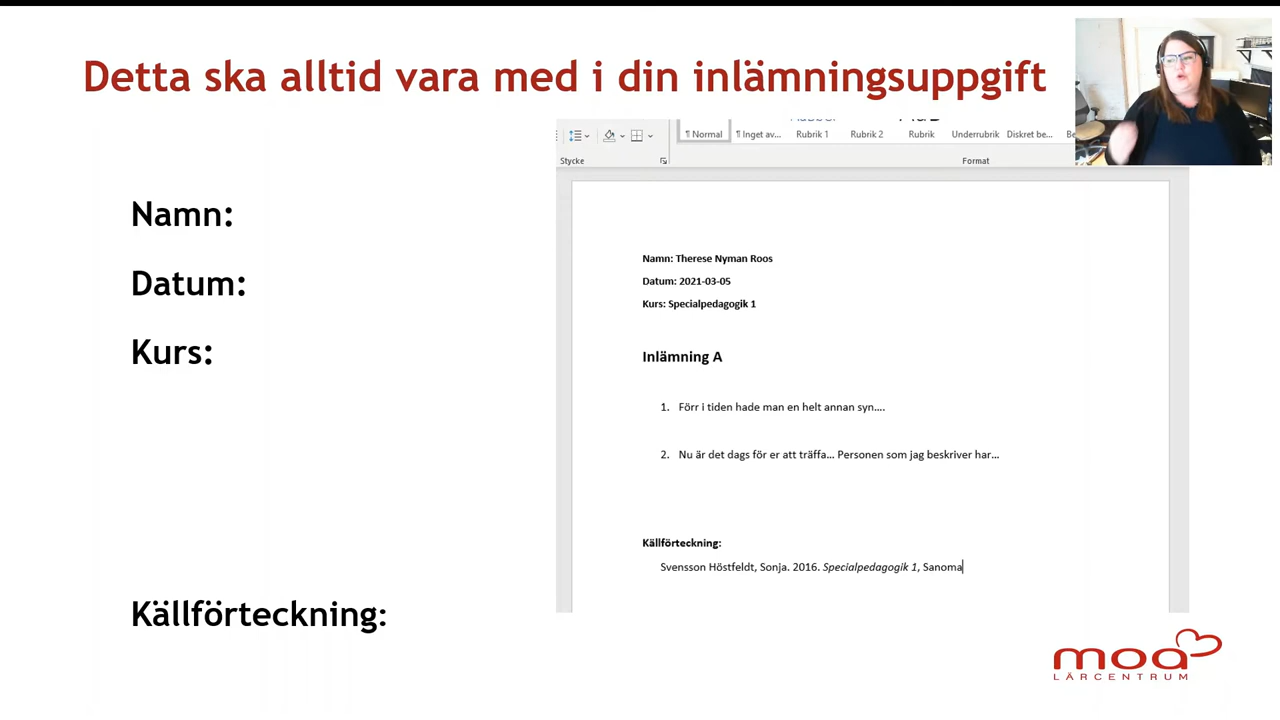 Detta ska alltid vara med i din inlämningsuppgift
Namn:
Datum:
Kurs:
Källförteckning:
Normal
Inget av...
Rubrik 1
Rubrik 2
Rubrik
Underrubrik
Diskret be...
Stycke
Format
Namn: Therese Nyman Roos
Datum: 2021-03-05
Kurs: Specialpedagogik 1
Inlämning A
1. Förr i tiden hade man en helt annan syn....
2. Nu är det dags för er att träffa... Personen som jag beskriver har...
Källförteckning:
Svensson Höstfeldt, Sonja. 2016. Specialpedagogik 1, Sanoma
moa
LÄRCENTRUM